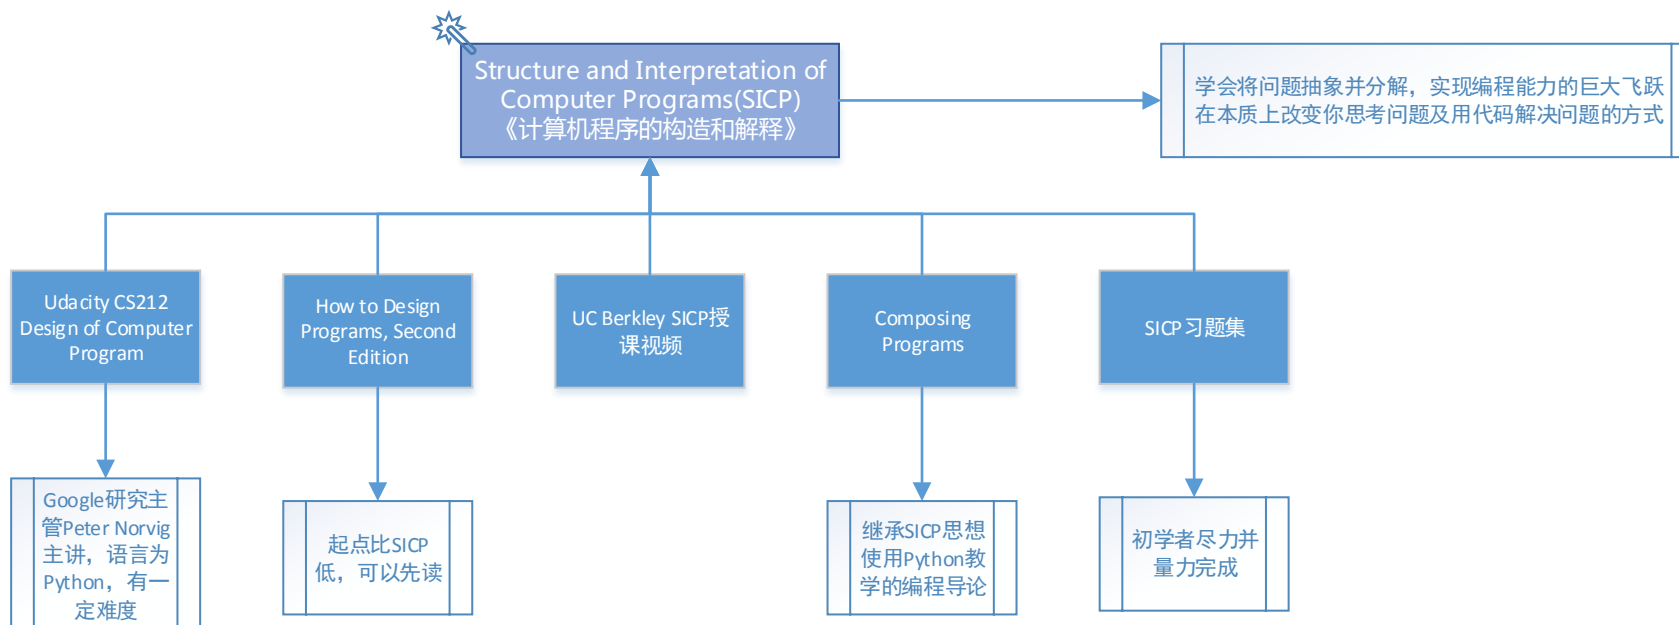 Structure and Interpretation of
Computer Programs(SICP)
《计算机程序的构造和解释》
学会将问题抽象并分解，实现编程能力的巨大飞跃
在本质上改变你思考问题及用代码解决问题的方式
Udacity CS212
Design of Computer
Program
How to Design
Programs, Second
Edition
UC Berkley SICP授
课视频
Composing
Programs
SICP习题集
Google研究主
管Peter Norvig
主讲，语言为
Python，有一
定难度
起点比SICP
低，可以先读
继承SICP思想
使用Python教
学的编程导论
初学者尽力并
量力完成